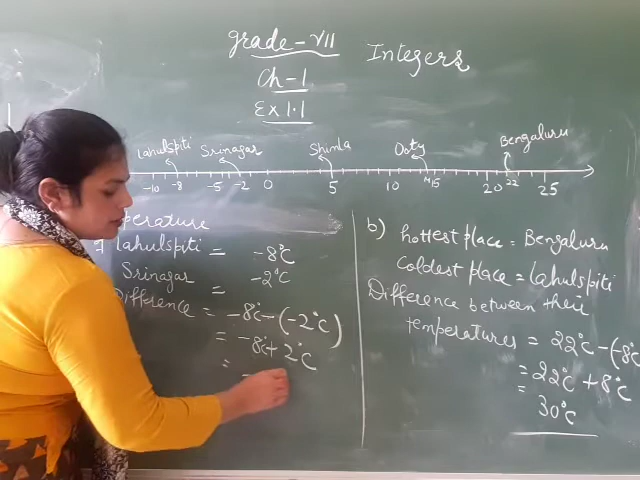 grade-VII Integers
Ch-1
Ex 1.1
Lahulspiti Srinagar Shimla Ooty Bengaluru
-10 -8 -5 -2 0 5 10 14 15 20 22 25
perature
Lahulspiti = -8°C
Srinagar = -2°C
Difference = -8°C-(-2°C)
= -8°C+2°C
=
b) hottest place = Bengaluru
Coldest place = Lahulspiti
Difference between their
temperatures = 22°C-(-8°C
= 22°C+8°C
= 30°C